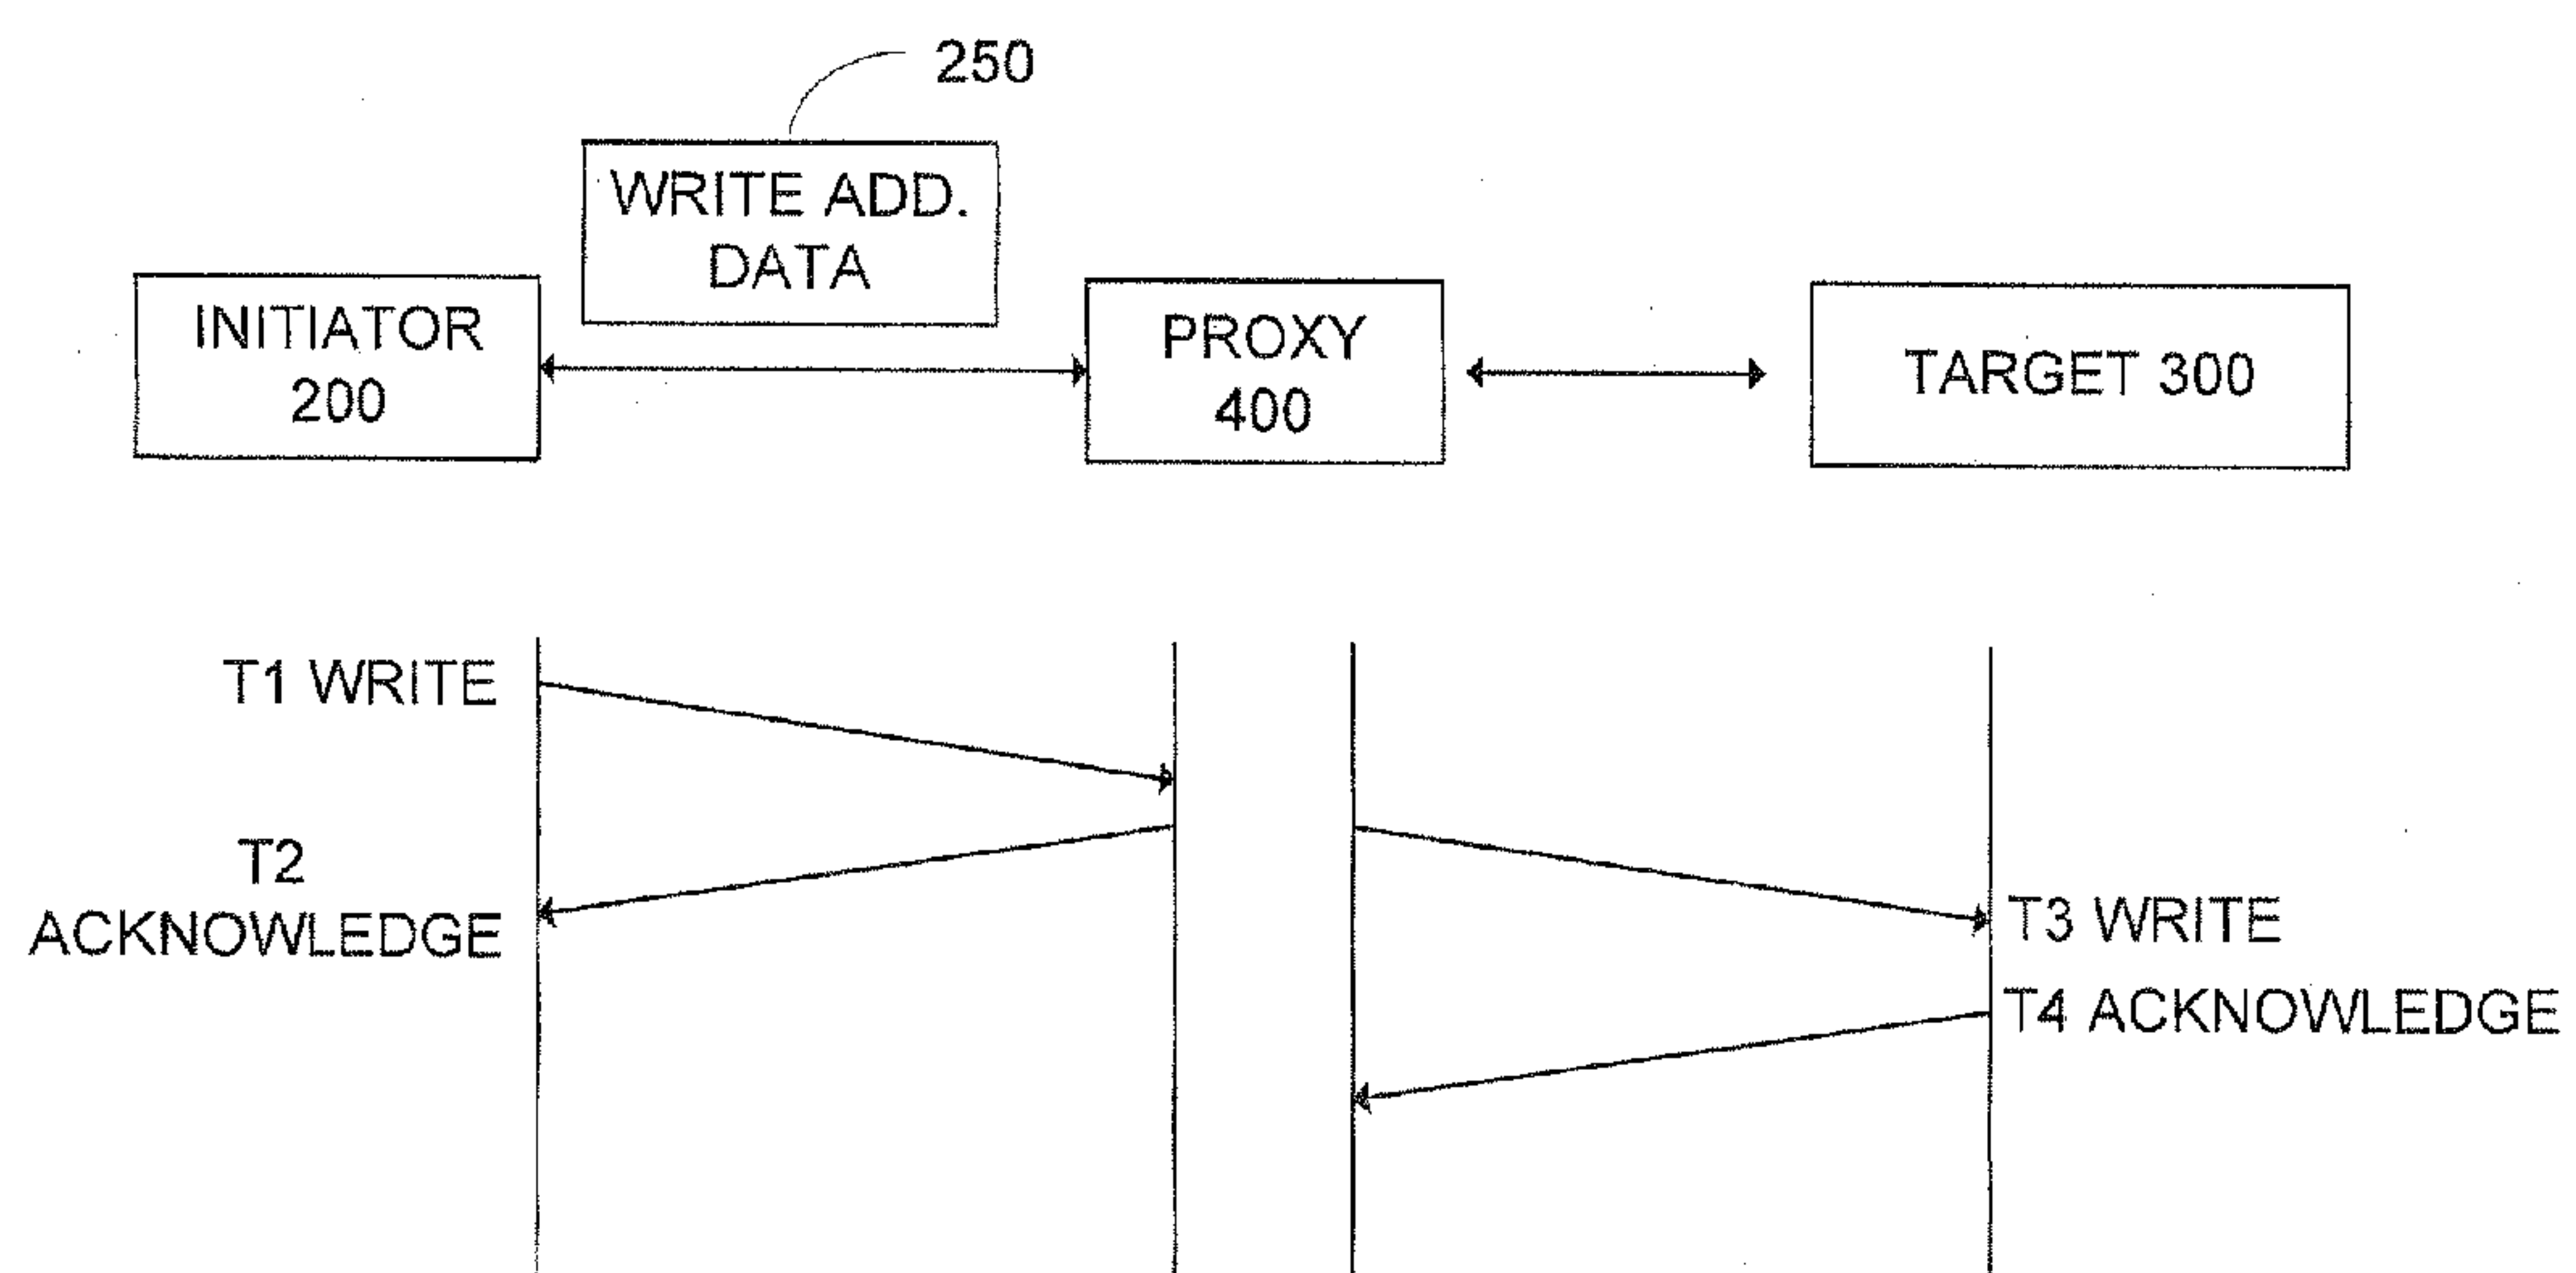 250
WRITE ADD.
DATA
INITIATOR
200
PROXY
400
TARGET 300
T1 WRITE
T2
ACKNOWLEDGE
T3 WRITE
T4 ACKNOWLEDGE